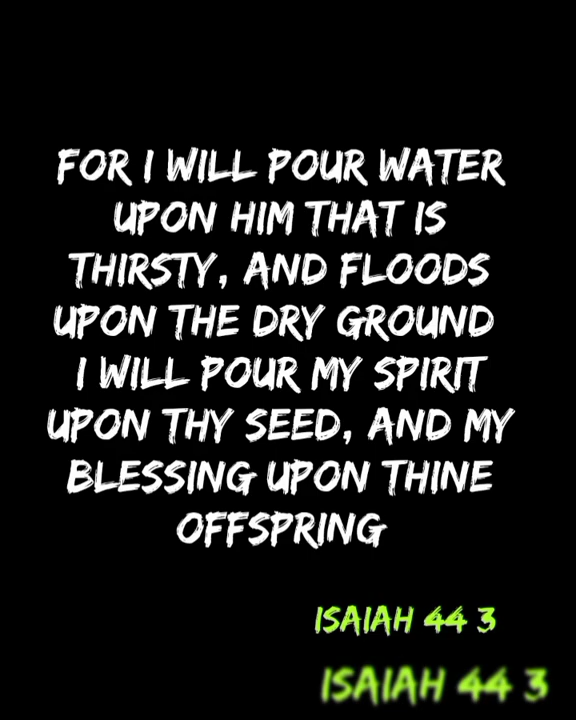 FOR I WILL POUR WATER
UPON HIM THAT IS
THIRSTY, AND FLOODS
UPON THE DRY GROUND
I WILL POUR MY SPIRIT
UPON THY SEED, AND MY
BLESSING UPON THINE
OFFSPRING
ISAIAH 44 3
ISAIAH 44 3